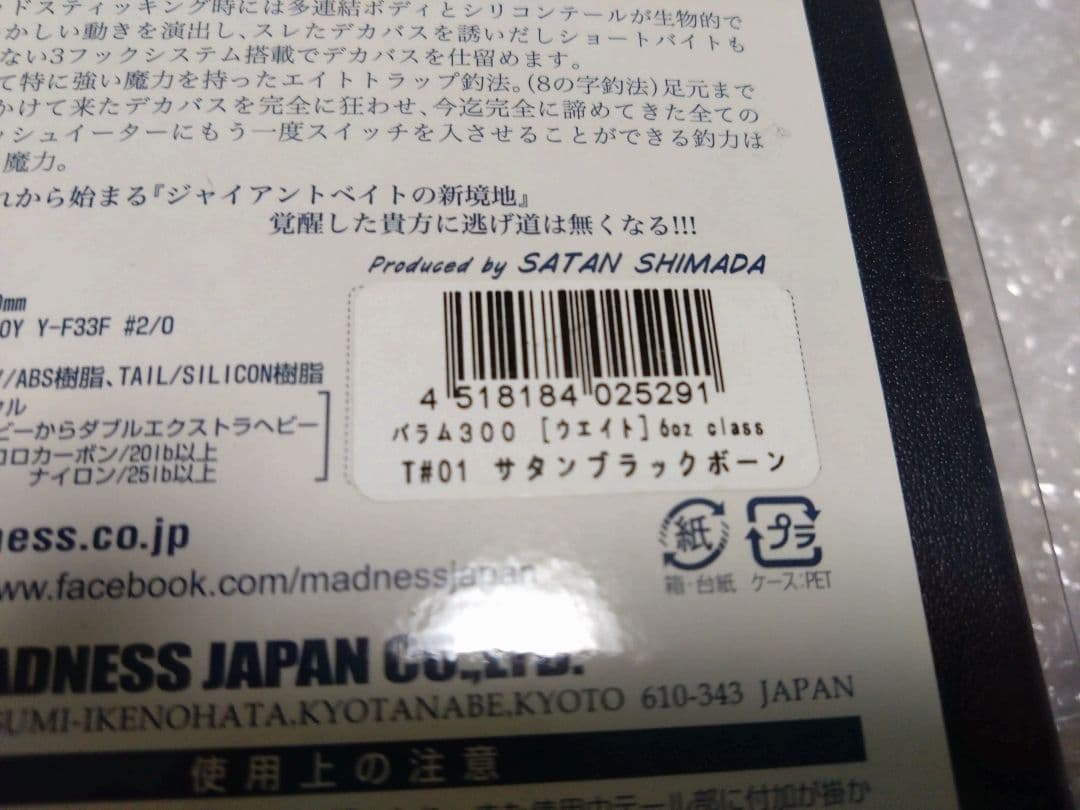 ッドスティッキング時には多連結ボディとシリコンテールが生物的で
かしい動きを演出し、スレたデカバスを誘いだしショートバイトも
ない3フックシステム搭載でデカバスを仕留めます。
て特に強い魔力を持ったエイトトラップ釣法。(8の字釣法)足元まで
かけて来たデカバスを完全に狂わせ、今迄完全に諦めてきた全ての
ッシュイーターにもう一度スイッチを入させることができる釣力は
魔力。
れから始まる『ジャイアントベイトの新境地』
覚醒した貴方に逃げ道は無くなる!!!
Produced by SATAN SHIMADA
0mm
OY Y-F33F #2/0
/ABS樹脂、TAIL/SILICON樹脂
クル
ビーからダブルエクストラヘビー
ロロカーボン/20lb以上
ナイロン/25lb以上
4 518184 025291
バラム300 [ウエイト]6oz class
T#01 サタンブラックボーン
ness.co.jp
www.facebook.com/madnessjapan
紙
プラ
箱・台紙 ケース:PET
ADNESS JAPAN CO.,LTD.
SUMI-IKENOHATA.KYOTANABE,KYOTO 610-343 JAPAN
使用上の注意
テール部に付加が掛か